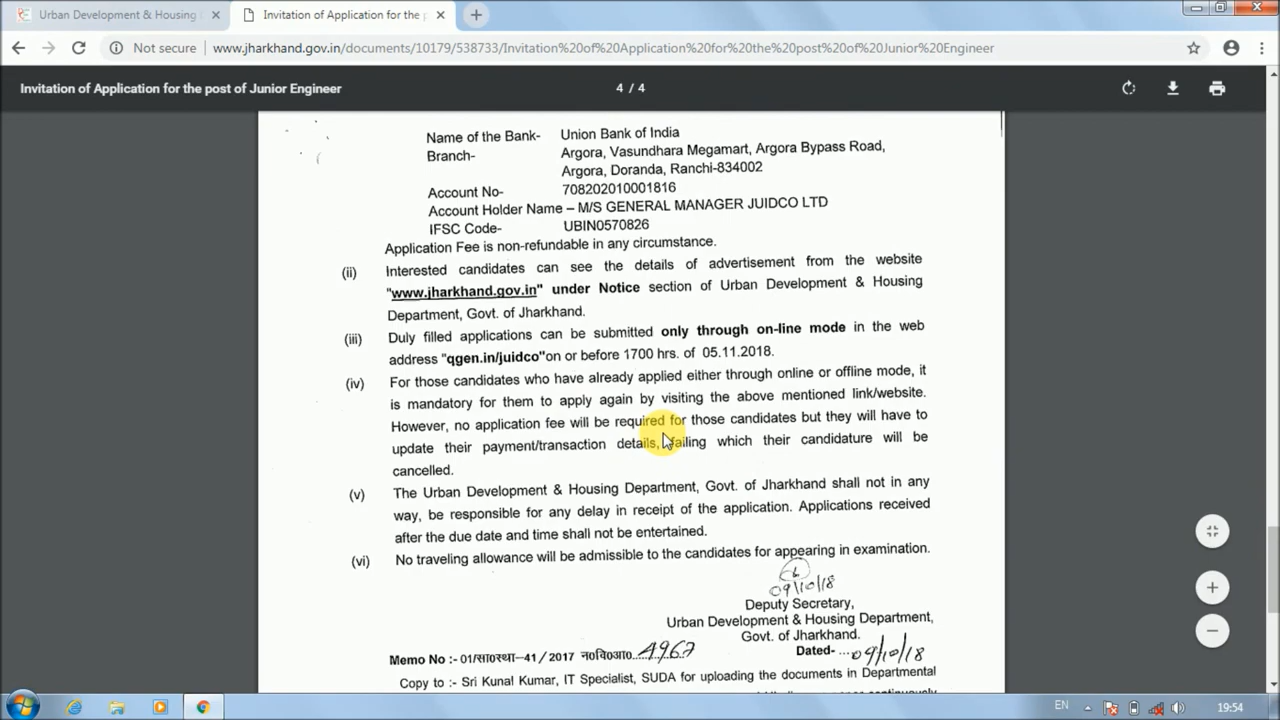 Urban Development & Housing
Invitation of Application for the p
Not secure
www.jharkhand.gov.in/documents/10179/538733/Invitation%20of%20Application%20for%20the%20post%20of%20Junior%20Engineer
Invitation of Application for the post of Junior Engineer
4 / 4
Name of the Bank- Union Bank of India
Branch- Argora, Vasundhara Megamart, Argora Bypass Road,
Argora, Doranda, Ranchi-834002
Account No- 708202010001816
Account Holder Name – M/S GENERAL MANAGER JUIDCO LTD
IFSC Code- UBIN0570826
Application Fee is non-refundable in any circumstance.
(ii) Interested candidates can see the details of advertisement from the website
"www.jharkhand.gov.in" under Notice section of Urban Development & Housing
Department, Govt. of Jharkhand.
(iii) Duly filled applications can be submitted only through on-line mode in the web
address "qgen.in/juidco"on or before 1700 hrs. of 05.11.2018.
(iv) For those candidates who have already applied either through online or offline mode, it
is mandatory for them to apply again by visiting the above mentioned link/website.
However, no application fee will be required for those candidates but they will have to
update their payment/transaction details, failing which their candidature will be
cancelled.
(v) The Urban Development & Housing Department, Govt. of Jharkhand shall not in any
way, be responsible for any delay in receipt of the application. Applications received
after the due date and time shall not be entertained.
(vi) No traveling allowance will be admissible to the candidates for appearing in examination.
09/10/18
Deputy Secretary,
Urban Development & Housing Department,
Govt. of Jharkhand.
Memo No :- 01/सा०स्था–41/2017 न०वि०आ०.....4967 Dated- ...09/10/18
Copy to :- Sri Kunal Kumar, IT Specialist, SUDA for uploading the documents in Departmental
EN
19:54